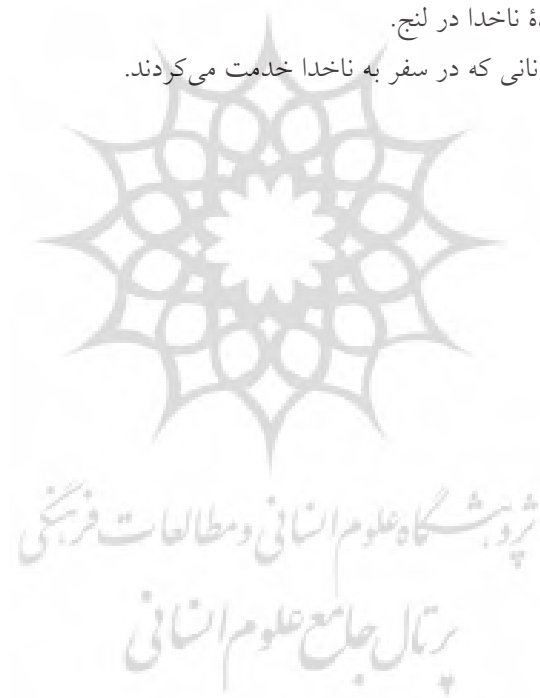 ناخدا در لنج.
که در سفر به ناخدا خدمت می‌کردند.
پژوهشگاه علوم انسانی و مطالعات فرهنگی
پرتال جامع علوم انسانی